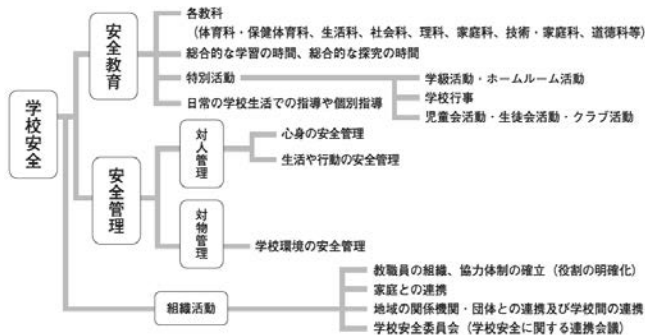 学校安全
安全教育
各教科
(体育科・保健体育科、生活科、社会科、理科、家庭科、技術・家庭科、道徳科等)
総合的な学習の時間、総合的な探究の時間
特別活動
学級活動・ホームルーム活動
学校行事
児童会活動・生徒会活動・クラブ活動
日常の学校生活での指導や個別指導
安全管理
対人管理
心身の安全管理
生活や行動の安全管理
対物管理
学校環境の安全管理
組織活動
教職員の組織、協力体制の確立(役割の明確化)
家庭との連携
地域の関係機関・団体との連携及び学校間の連携
学校安全委員会(学校安全に関する連携会議)